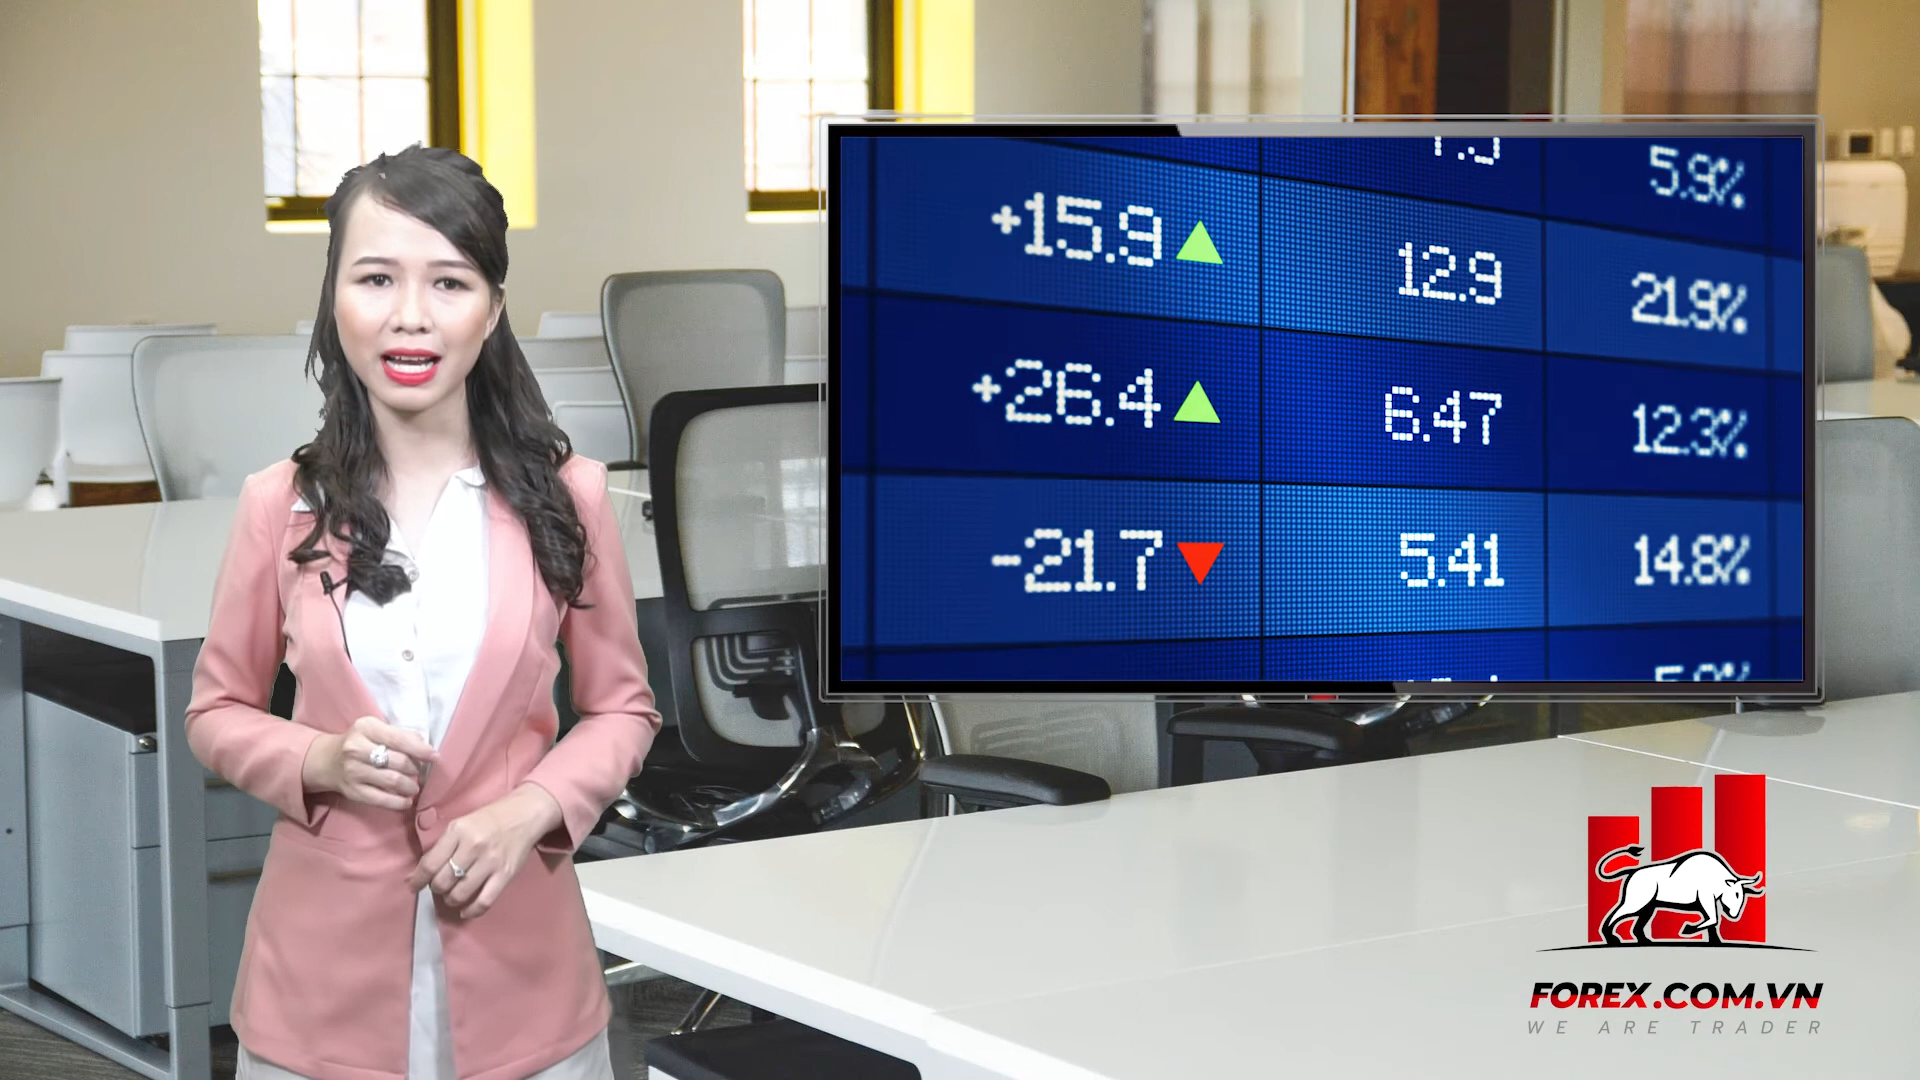 5.9%
+15.9 12.9 21.9%
+26.4 6.47 12.3%
-21.7 5.41 14.8%
FOREX.COM.VN
WE ARE TRADER